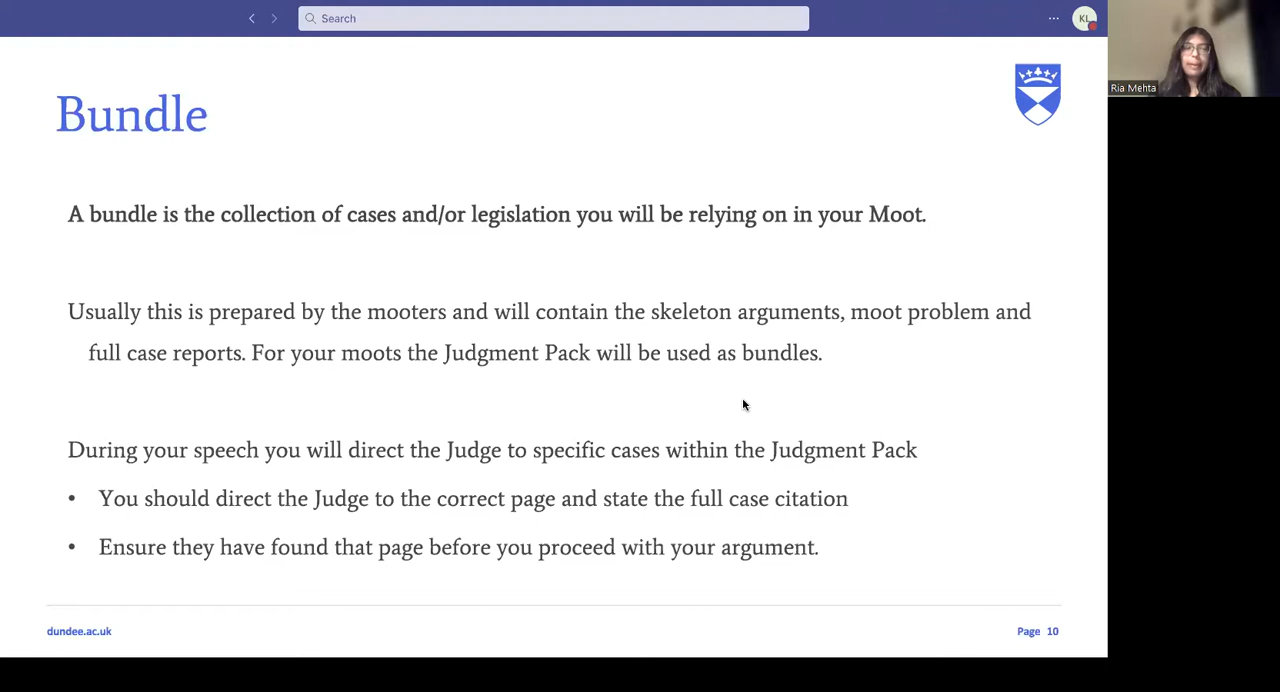 Search
KL
Ria Mehta
Bundle
A bundle is the collection of cases and/or legislation you will be relying on in your Moot.
Usually this is prepared by the mooters and will contain the skeleton arguments, moot problem and
full case reports. For your moots the Judgment Pack will be used as bundles.
During your speech you will direct the Judge to specific cases within the Judgment Pack
• You should direct the Judge to the correct page and state the full case citation
• Ensure they have found that page before you proceed with your argument.
dundee.ac.uk
Page 10